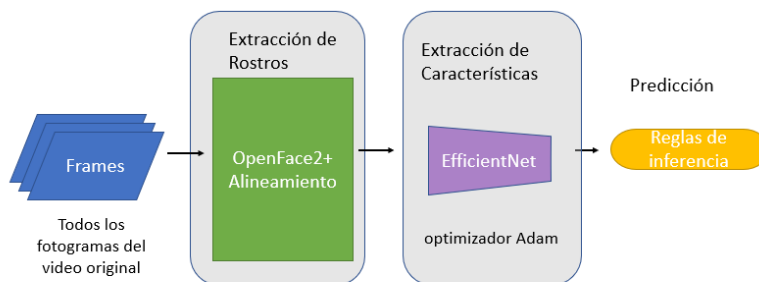 Frames
Todos los
fotogramas del
video original
Extracción de
Rostros
OpenFace2+
Alineamiento
Extracción de
Características
EfficientNet
optimizador Adam
Predicción
Reglas de
inferencia